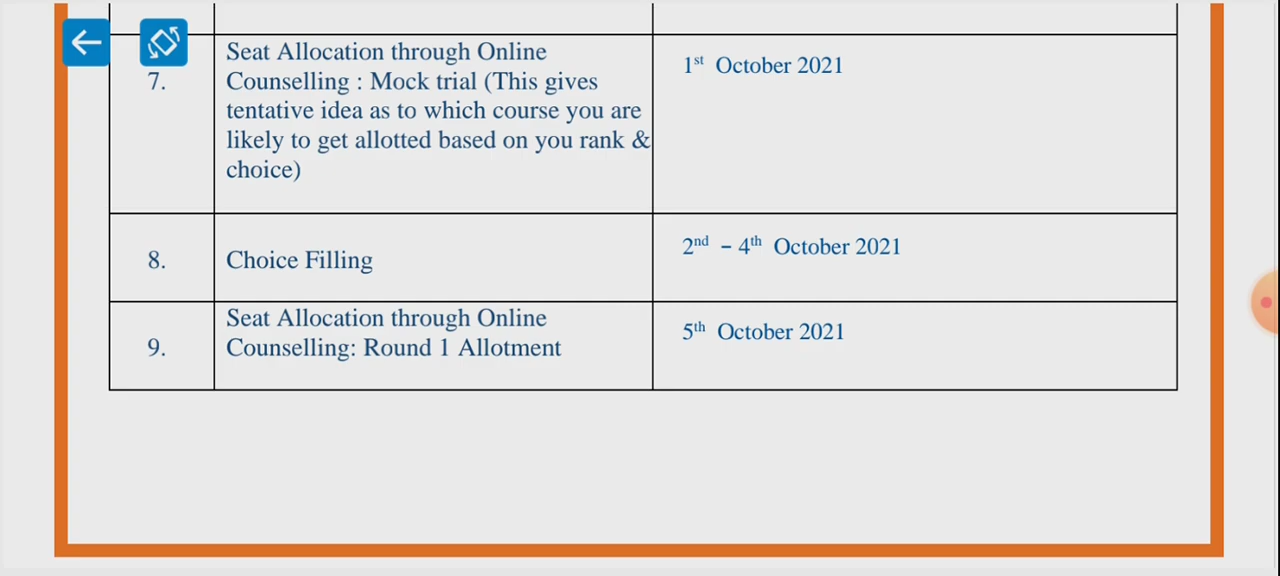 Seat Allocation through Online
7. Counselling : Mock trial (This gives
tentative idea as to which course you are
likely to get allotted based on you rank &
choice)
1st October 2021
8. Choice Filling
2nd – 4th October 2021
Seat Allocation through Online
9. Counselling: Round 1 Allotment
5th October 2021